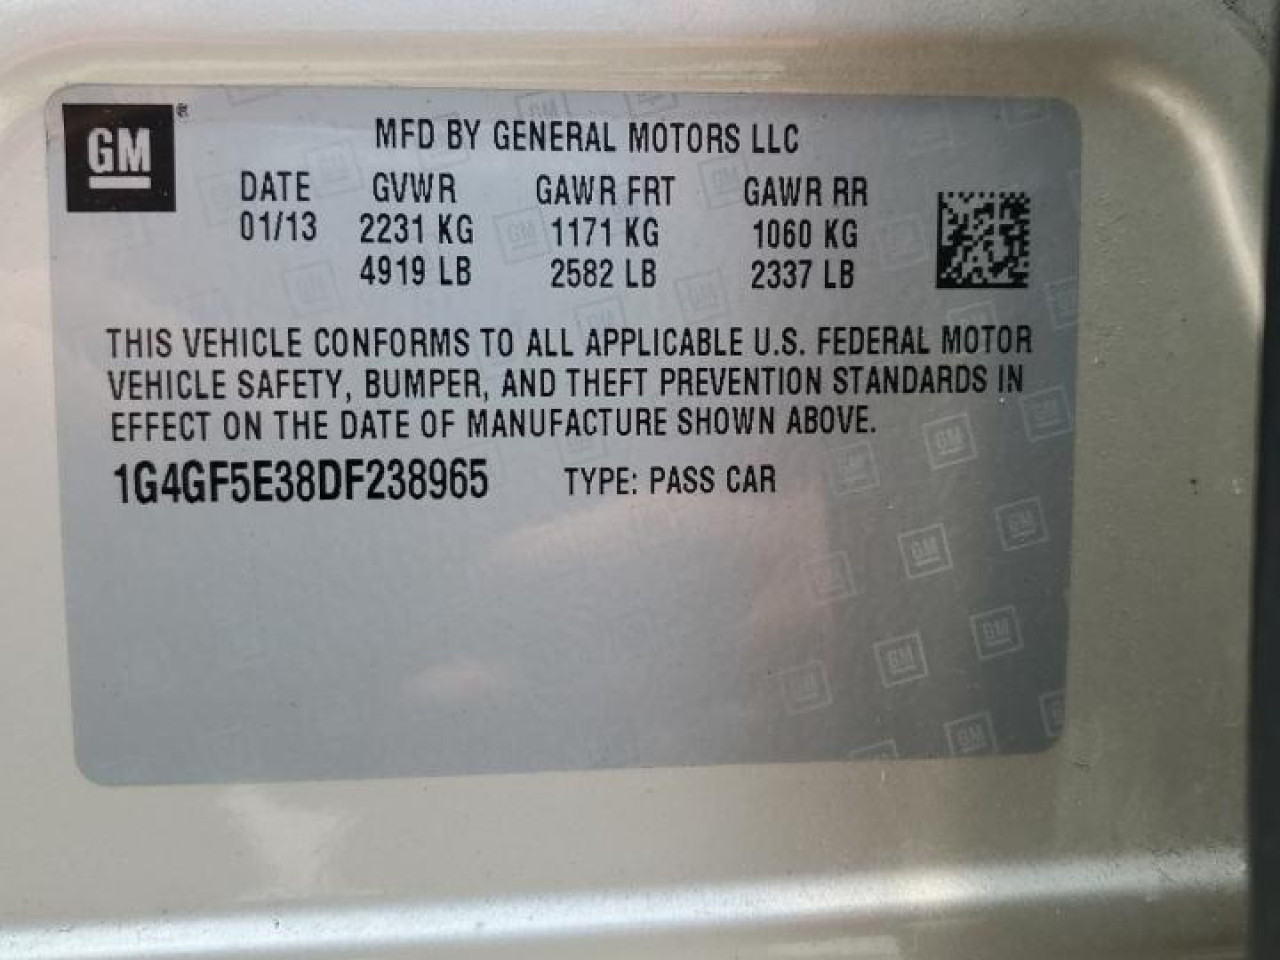 GM®
MFD BY GENERAL MOTORS LLC
DATE GVWR GAWR FRT GAWR RR
01/13 2231 KG 1171 KG 1060 KG
4919 LB 2582 LB 2337 LB
THIS VEHICLE CONFORMS TO ALL APPLICABLE U.S. FEDERAL MOTOR
VEHICLE SAFETY, BUMPER, AND THEFT PREVENTION STANDARDS IN
EFFECT ON THE DATE OF MANUFACTURE SHOWN ABOVE.
1G4GF5E38DF238965 TYPE: PASS CAR